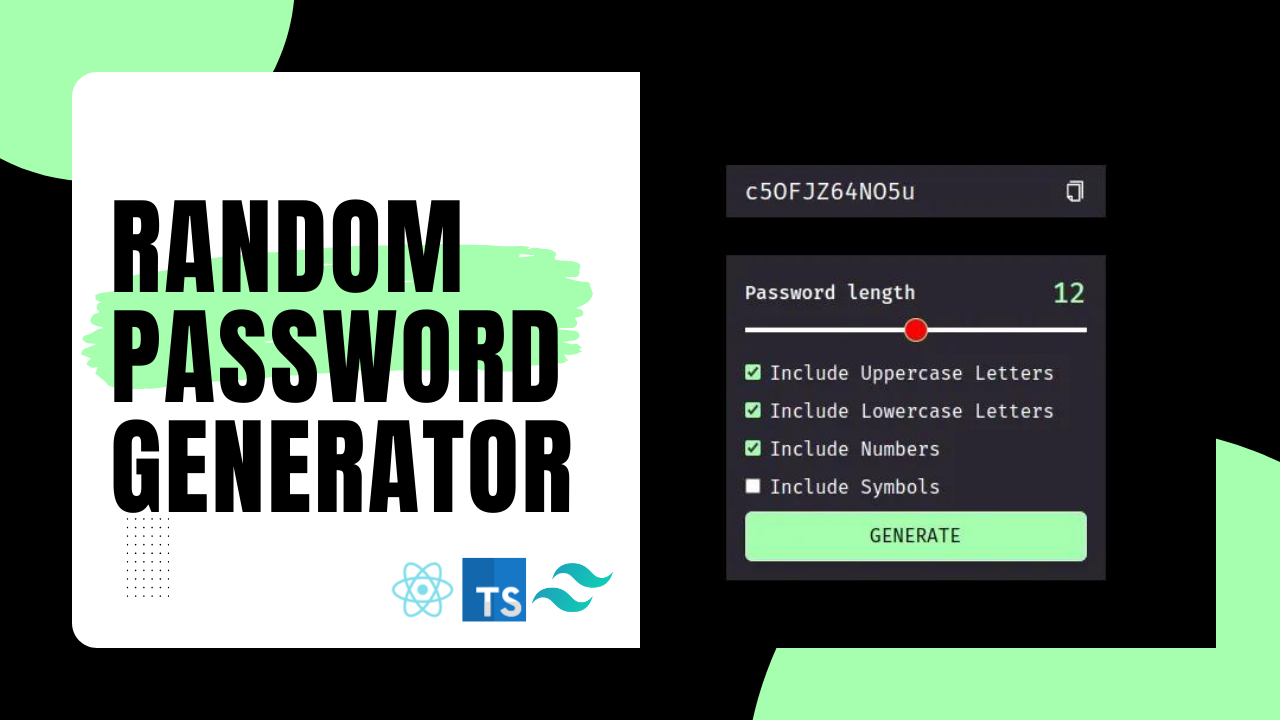 RANDOM
PASSWORD
GENERATOR
TS
c5OFJZ64NO5u
Password length 12
Include Uppercase Letters
Include Lowercase Letters
Include Numbers
Include Symbols
GENERATE